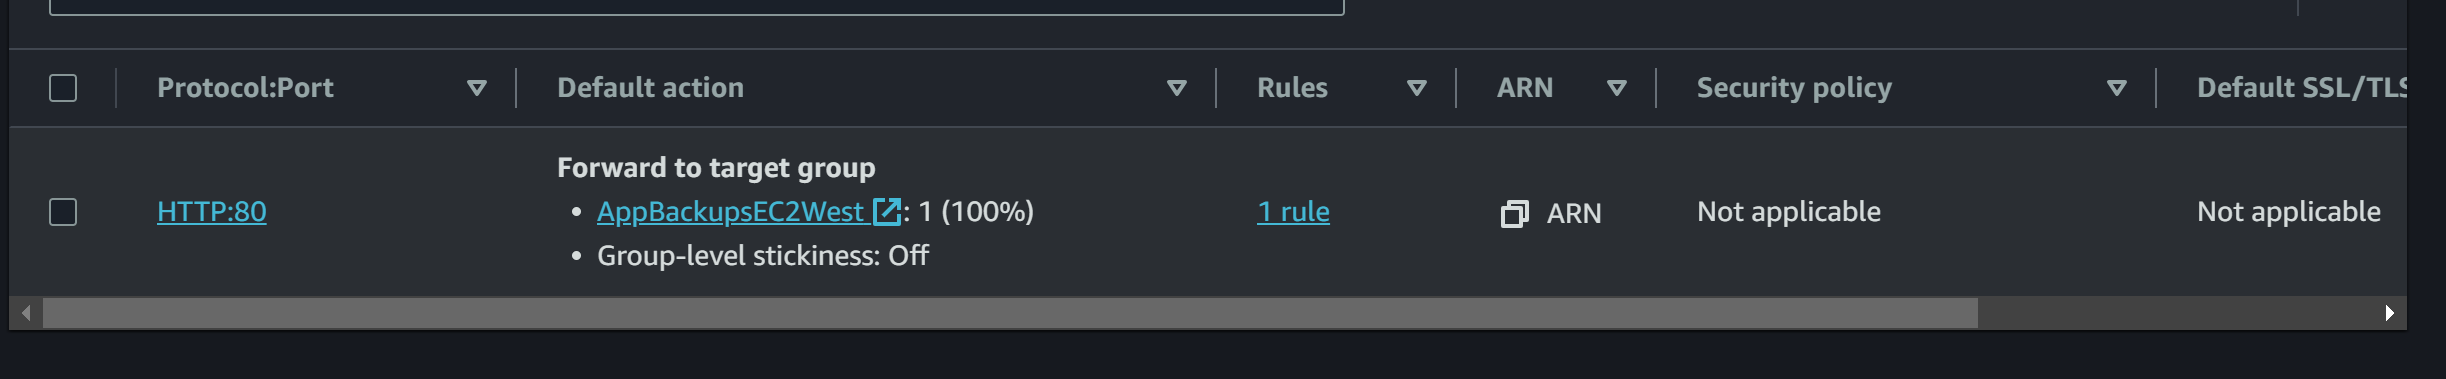 Protocol:Port Default action Rules ARN Security policy Default SSL/TLS
Forward to target group
HTTP:80 • AppBackupsEC2West : 1 (100%) 1 rule ARN Not applicable Not applicable
• Group-level stickiness: Off